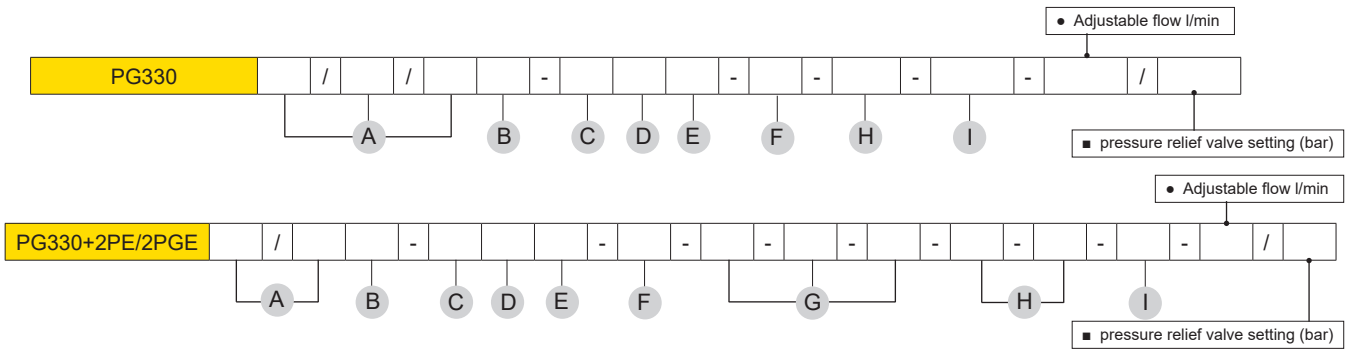 ● Adjustable flow l/min
PG330 / / - - - - - /
A B C D E F H I
■ pressure relief valve setting (bar)
● Adjustable flow l/min
PG330+2PE/2PGE / - - - - - - - - - /
A B C D E F G H I
■ pressure relief valve setting (bar)